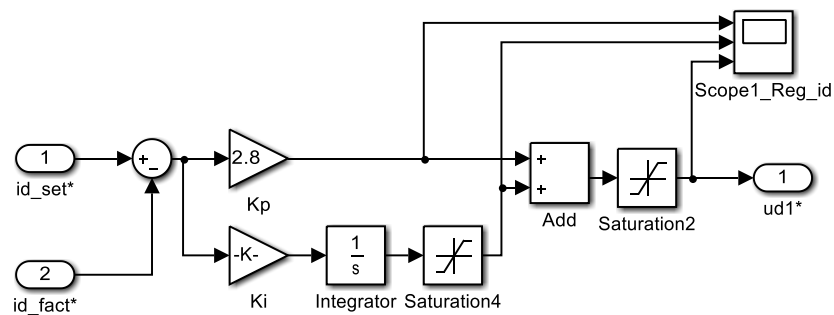 Scope1_Reg_id
1
id_set*
+
−
2.8
Kp
+
+
Add
Saturation2
1
ud1*
2
id_fact*
-K-
Ki
1
s
Integrator
Saturation4